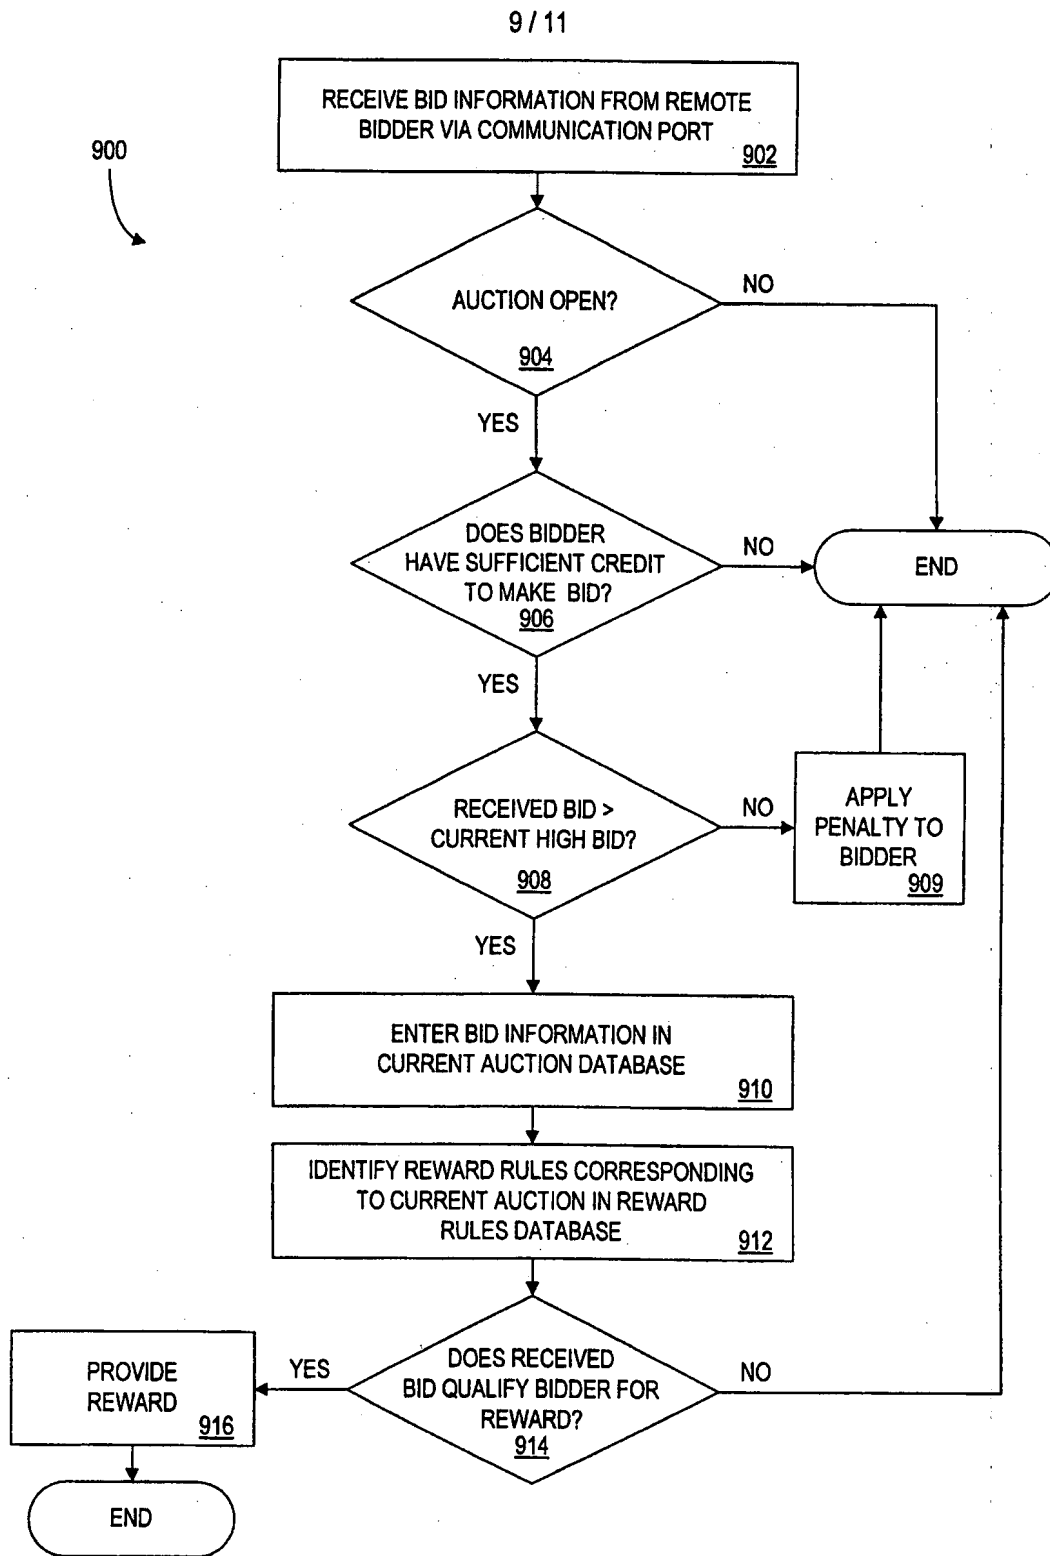 9 / 11
RECEIVE BID INFORMATION FROM REMOTE
BIDDER VIA COMMUNICATION PORT
902
900
AUCTION OPEN?
904
NO
YES
DOES BIDDER
HAVE SUFFICIENT CREDIT
TO MAKE BID?
906
NO
END
YES
RECEIVED BID >
CURRENT HIGH BID?
908
NO
APPLY
PENALTY TO
BIDDER
909
YES
ENTER BID INFORMATION IN
CURRENT AUCTION DATABASE
910
IDENTIFY REWARD RULES CORRESPONDING
TO CURRENT AUCTION IN REWARD
RULES DATABASE
912
DOES RECEIVED
BID QUALIFY BIDDER FOR
REWARD?
914
YES
NO
PROVIDE
REWARD
916
END